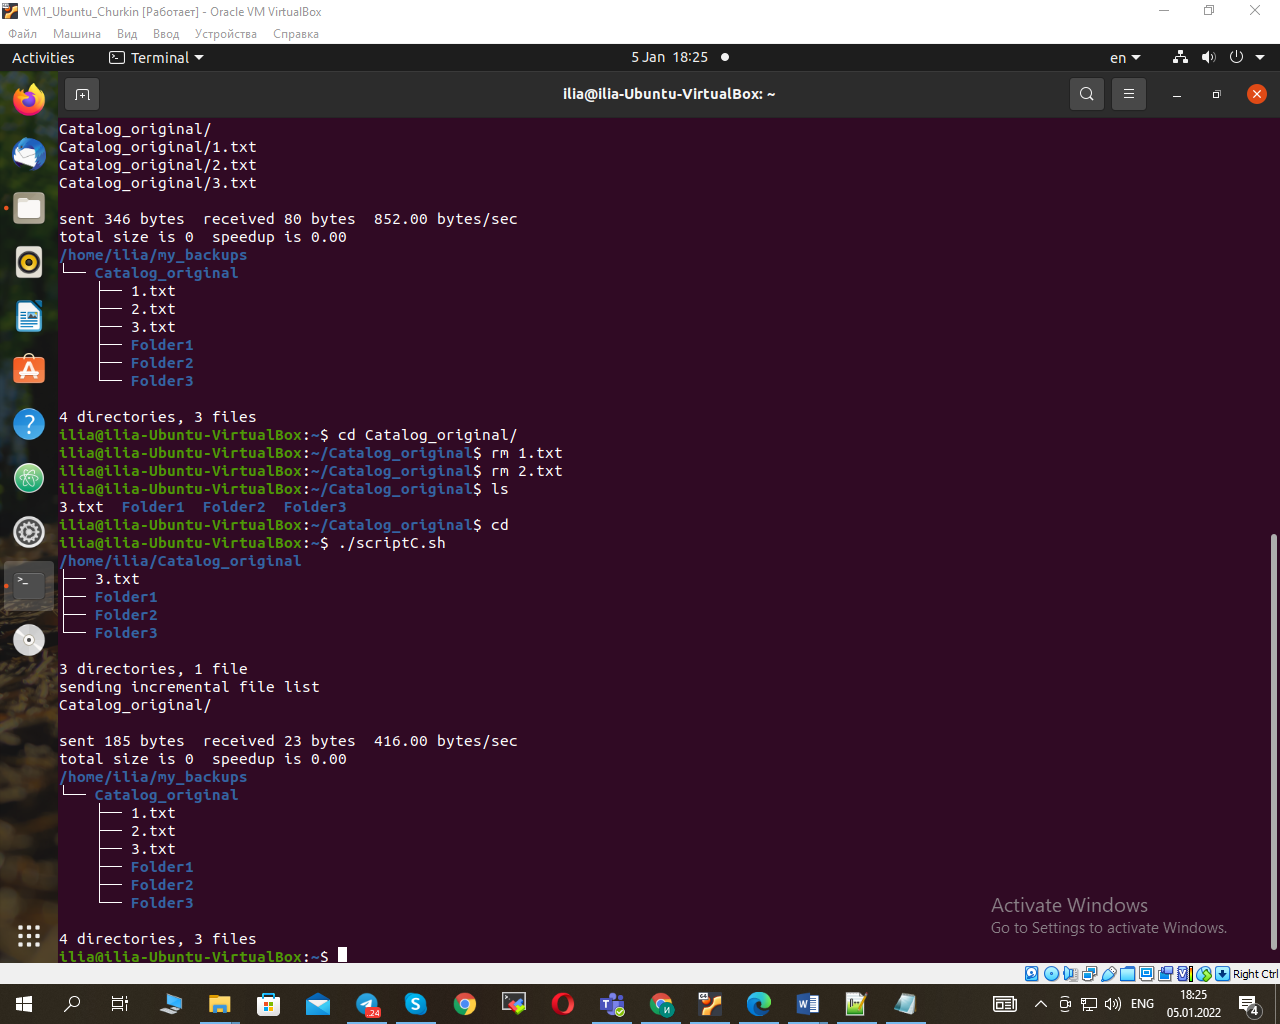 VM1_Ubuntu_Churkin [Работает] - Oracle VM VirtualBox
Файл Машина Вид Ввод Устройства Справка
Activities Terminal 5 Jan 18:25 en
ilia@ilia-Ubuntu-VirtualBox: ~
Catalog_original/
Catalog_original/1.txt
Catalog_original/2.txt
Catalog_original/3.txt
sent 346 bytes  received 80 bytes  852.00 bytes/sec
total size is 0  speedup is 0.00
/home/ilia/my_backups
└── Catalog_original
    ├── 1.txt
    ├── 2.txt
    ├── 3.txt
    ├── Folder1
    ├── Folder2
    └── Folder3
4 directories, 3 files
ilia@ilia-Ubuntu-VirtualBox:~$ cd Catalog_original/
ilia@ilia-Ubuntu-VirtualBox:~/Catalog_original$ rm 1.txt
ilia@ilia-Ubuntu-VirtualBox:~/Catalog_original$ rm 2.txt
ilia@ilia-Ubuntu-VirtualBox:~/Catalog_original$ ls
3.txt  Folder1  Folder2  Folder3
ilia@ilia-Ubuntu-VirtualBox:~/Catalog_original$ cd
ilia@ilia-Ubuntu-VirtualBox:~$ ./scriptC.sh
/home/ilia/Catalog_original
├── 3.txt
├── Folder1
├── Folder2
└── Folder3
3 directories, 1 file
sending incremental file list
Catalog_original/
sent 185 bytes  received 23 bytes  416.00 bytes/sec
total size is 0  speedup is 0.00
/home/ilia/my_backups
└── Catalog_original
    ├── 1.txt
    ├── 2.txt
    ├── 3.txt
    ├── Folder1
    ├── Folder2
    └── Folder3
4 directories, 3 files
ilia@ilia-Ubuntu-VirtualBox:~$
Activate Windows
Go to Settings to activate Windows.
Right Ctrl
.24
ENG
18:25
05.01.2022
4